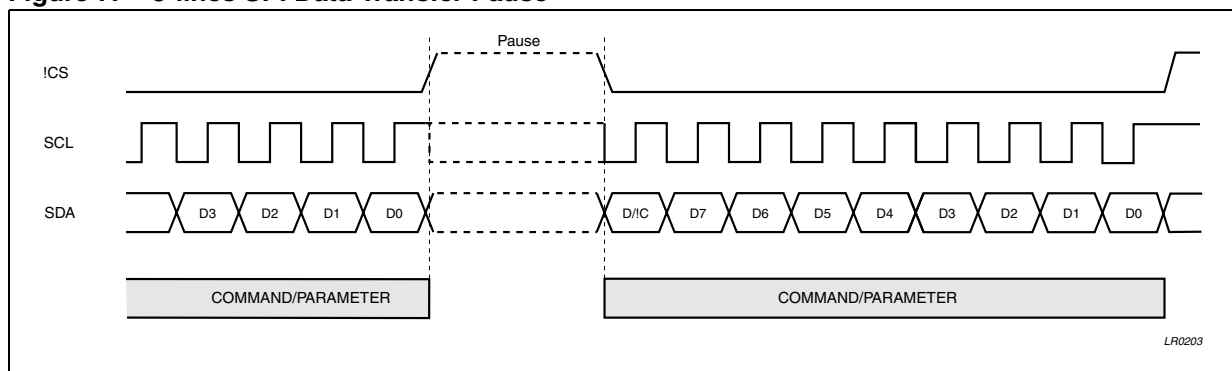 Pause
!CS
SCL
SDA D3 D2 D1 D0 D/!C D7 D6 D5 D4 D3 D2 D1 D0
COMMAND/PARAMETER COMMAND/PARAMETER
LR0203